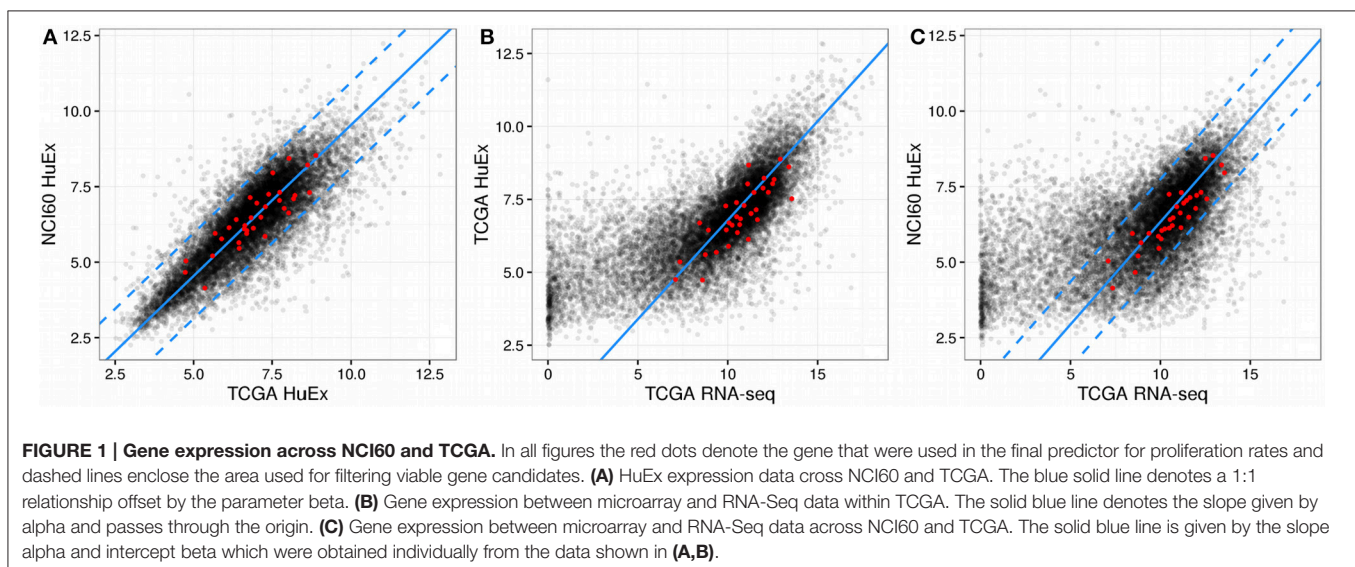 A
12.5
10.0
7.5
5.0
2.5
NCI60 HuEx
2.5 5.0 7.5 10.0 12.5
TCGA HuEx
B
12.5
10.0
7.5
5.0
2.5
TCGA HuEx
0 5 10 15
TCGA RNA-seq
C
12.5
10.0
7.5
5.0
2.5
NCI60 HuEx
0 5 10 15
TCGA RNA-seq
FIGURE 1 | Gene expression across NCI60 and TCGA. In all figures the red dots denote the gene that were used in the final predictor for proliferation rates and
dashed lines enclose the area used for filtering viable gene candidates. (A) HuEx expression data cross NCI60 and TCGA. The blue solid line denotes a 1:1
relationship offset by the parameter beta. (B) Gene expression between microarray and RNA-Seq data within TCGA. The solid blue line denotes the slope given by
alpha and passes through the origin. (C) Gene expression between microarray and RNA-Seq data across NCI60 and TCGA. The solid blue line is given by the slope
alpha and intercept beta which were obtained individually from the data shown in (A,B).